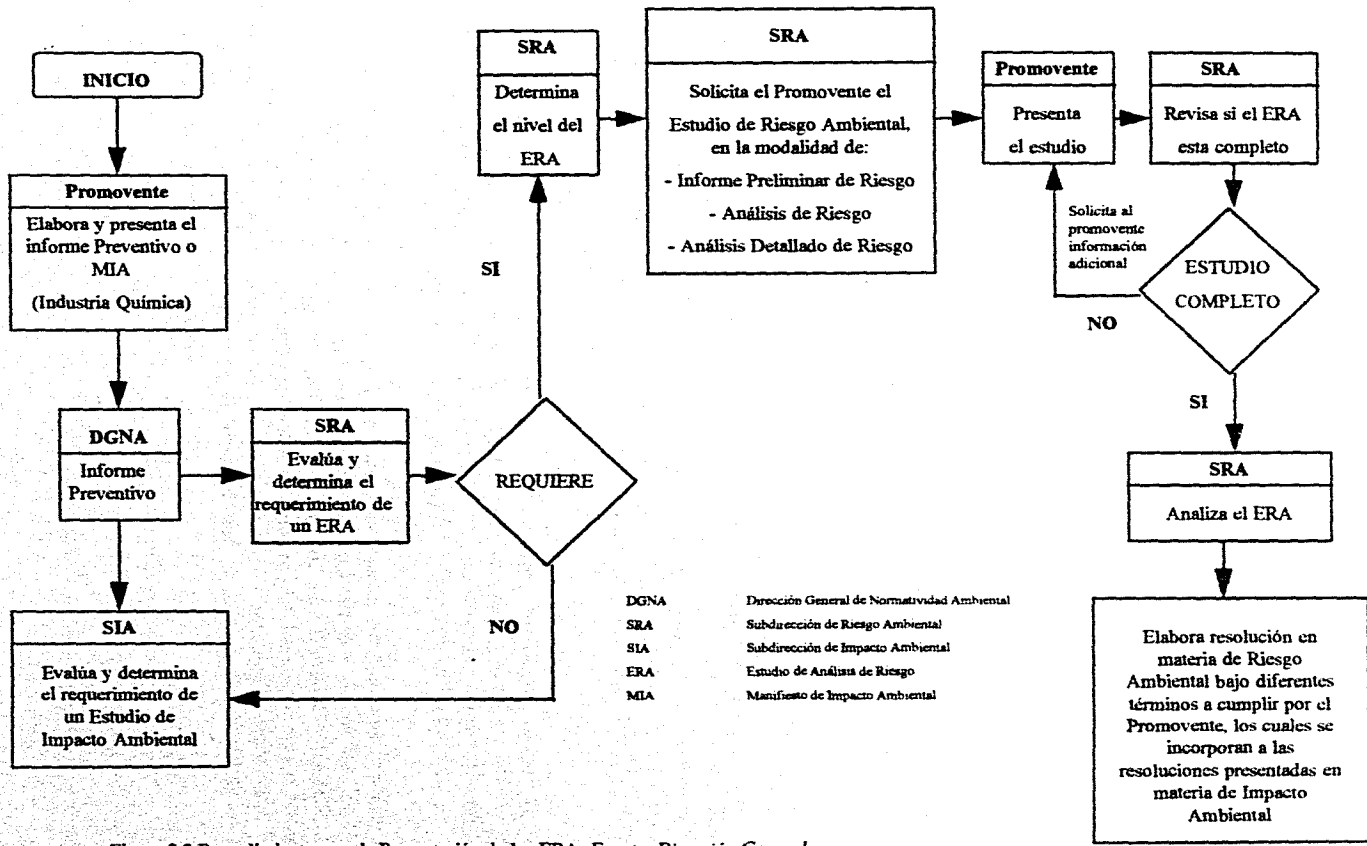 INICIO
Promovente
Elabora y presenta el
informe Preventivo o
MIA
(Industria Química)
DGNA
Informe
Preventivo
SIA
Evalúa y determina
el requerimiento de
un Estudio de
Impacto Ambiental
SRA
Evalúa y
determina el
requerimiento de
un ERA
REQUIERE
SI
NO
SRA
Determina
el nivel del
ERA
SRA
Solicita el Promovente el
Estudio de Riesgo Ambiental,
en la modalidad de:
- Informe Preliminar de Riesgo
- Análisis de Riesgo
- Análisis Detallado de Riesgo
Promovente
Presenta
el estudio
SRA
Revisa si el ERA
esta completo
Solicita al
promovente
información
adicional
ESTUDIO
COMPLETO
NO
SI
SRA
Analiza el ERA
Elabora resolución en
materia de Riesgo
Ambiental bajo diferentes
términos a cumplir por el
Promovente, los cuales se
incorporan a las
resoluciones presentadas en
materia de Impacto
Ambiental
DGNA Dirección General de Normatividad Ambiental
SRA Subdirección de Riesgo Ambiental
SIA Subdirección de Impacto Ambiental
ERA Estudio de Análisis de Riesgo
MIA Manifiesto de Impacto Ambiental